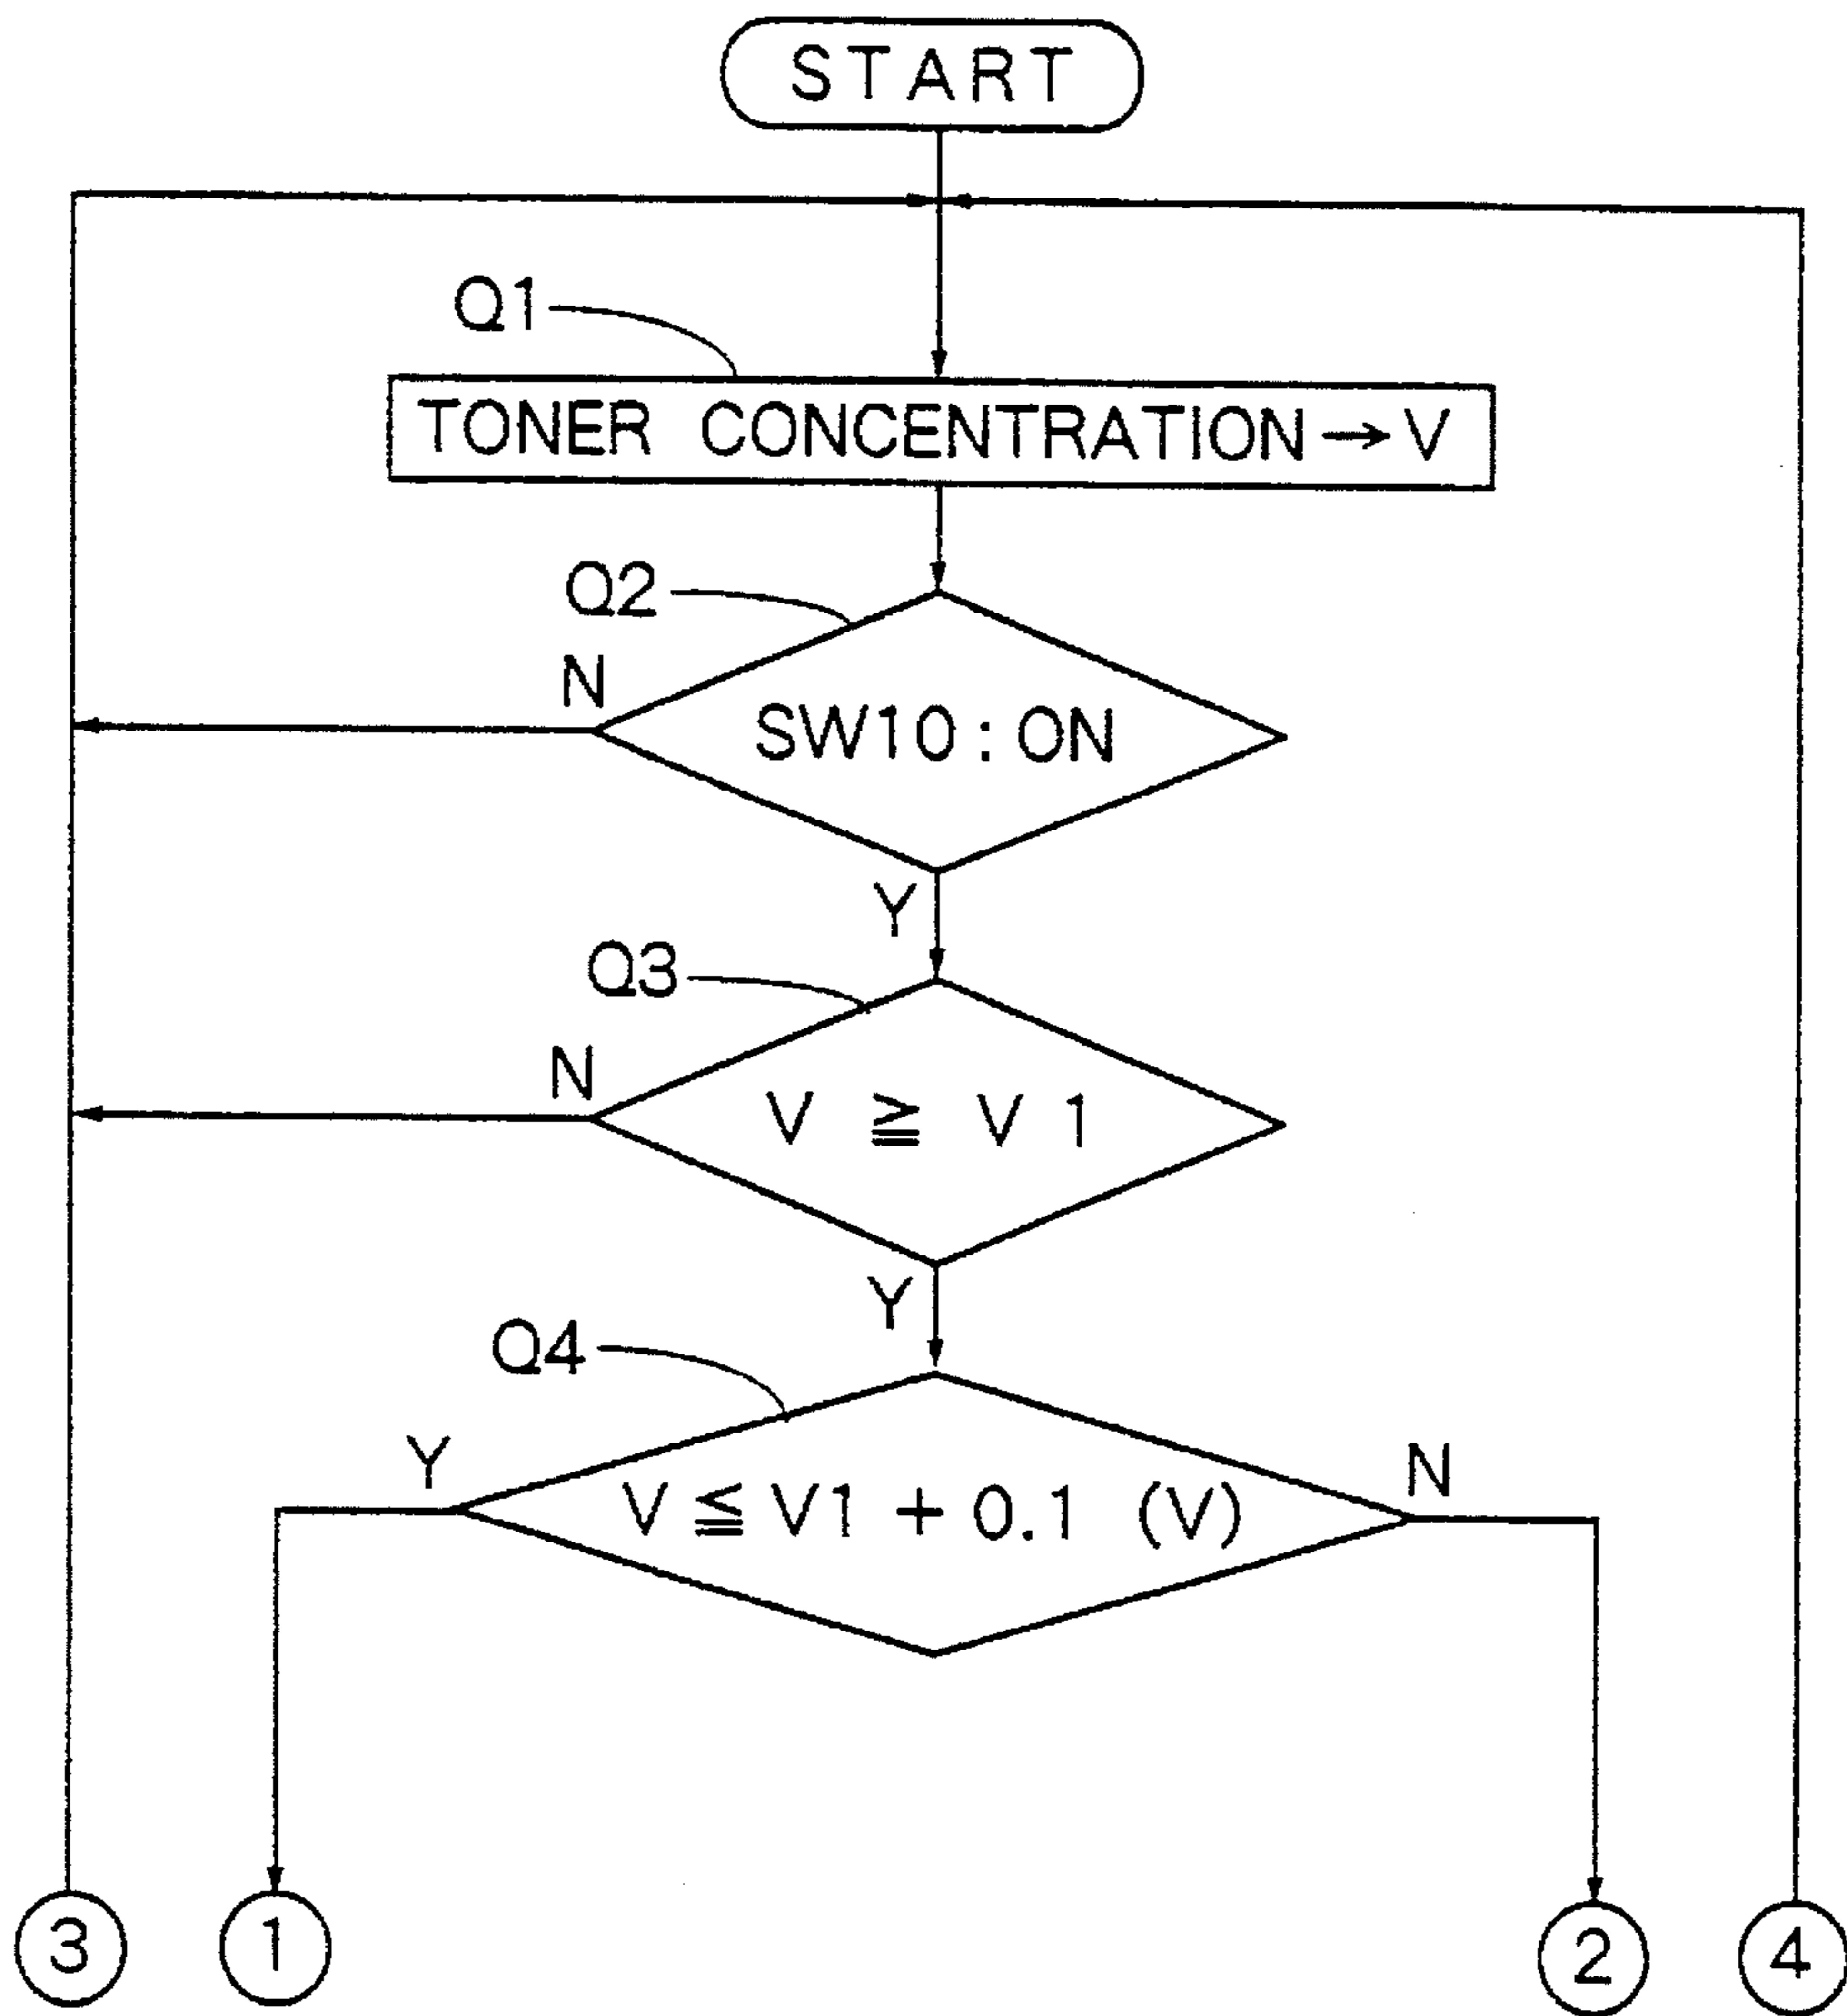 START
Q1
TONER CONCENTRATION → V
Q2
N
SW10 : ON
Y
Q3
N
V ≧ V 1
Y
Q4
Y
N
V ≦ V1 + 0.1 (V)
3
1
2
4